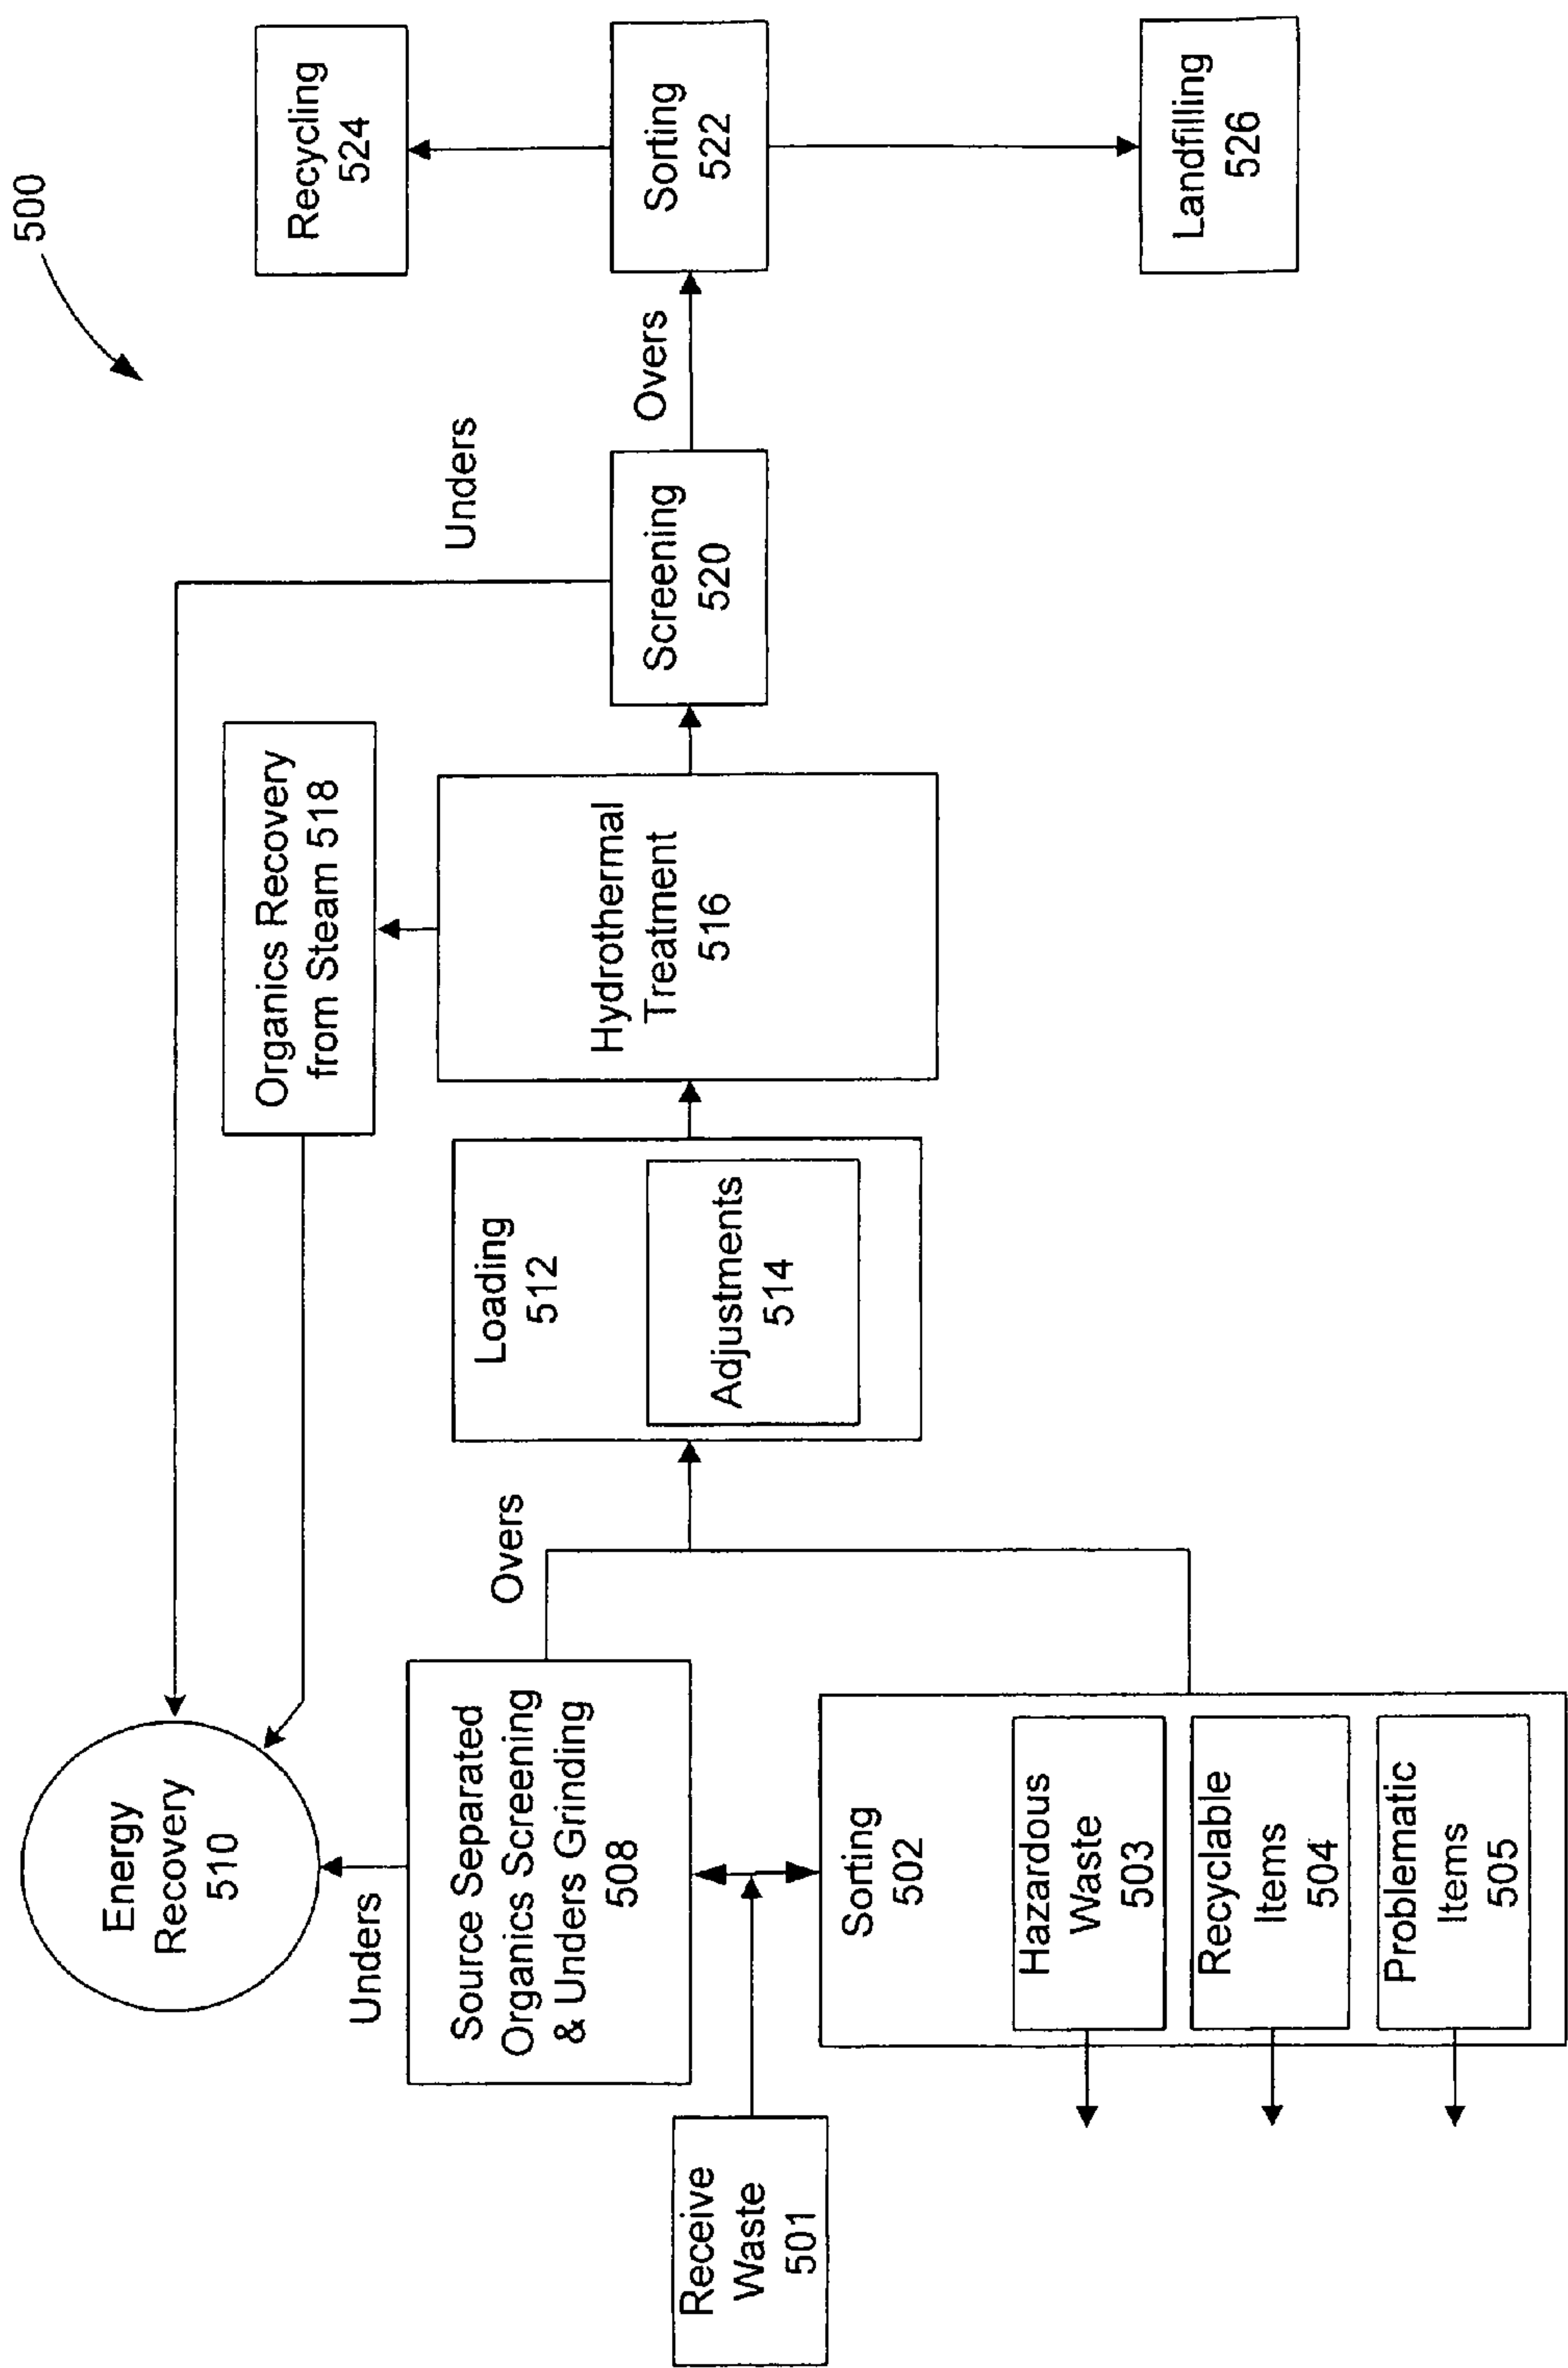 500
Receive
Waste
501
Energy
Recovery
510
Unders
Source Separated
Organics Screening
& Unders Grinding
508
Sorting
502
Hazardous
Waste
503
Recyclable
Items
504
Problematic
Items
505
Overs
Loading
512
Adjustments
514
Organics Recovery
from Steam 518
Hydrothermal
Treatment
516
Unders
Screening
520
Overs
Recycling
524
Sorting
522
Landfilling
526